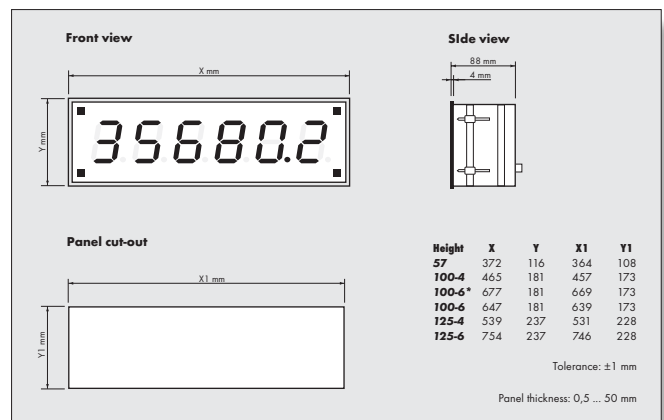 Front view
X mm
Y mm
35680.2
SIde view
88 mm
4 mm
Panel cut-out
X1 mm
Y1 mm
Height X Y X1 Y1
57 372 116 364 108
100-4 465 181 457 173
100-6* 677 181 669 173
100-6 647 181 639 173
125-4 539 237 531 228
125-6 754 237 746 228
Tolerance: ±1 mm
Panel thickness: 0,5 ... 50 mm